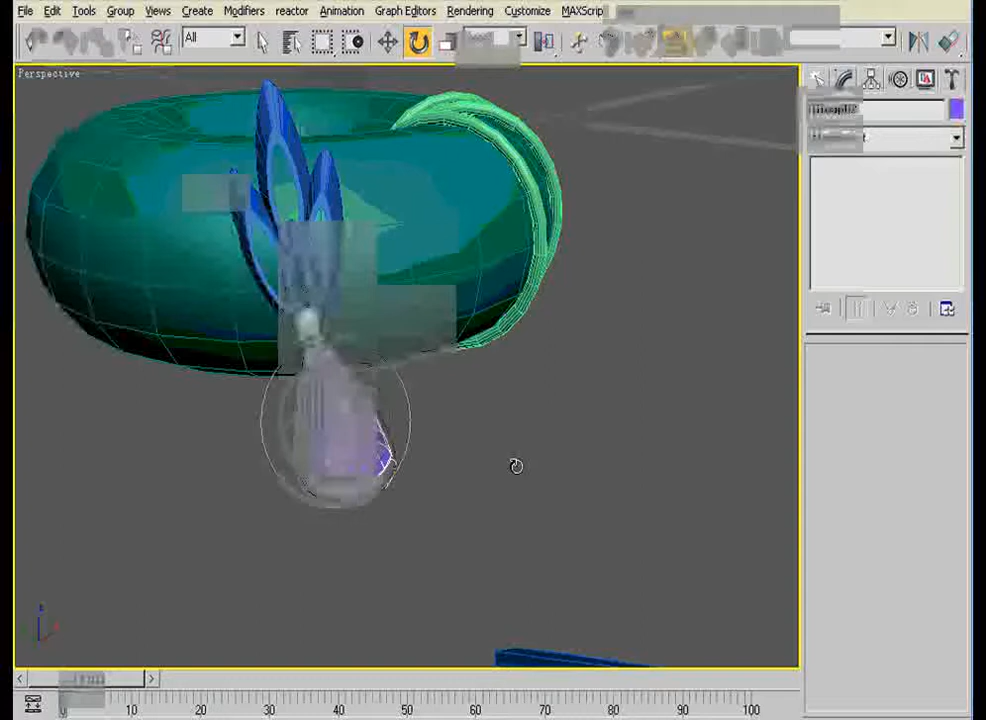 File Edit Tools Group Views Create Modifiers reactor Animation Graph Editors Rendering Customize MAXScrip
All
Perspective
10 20 30 40 50 60 70 80 90 100